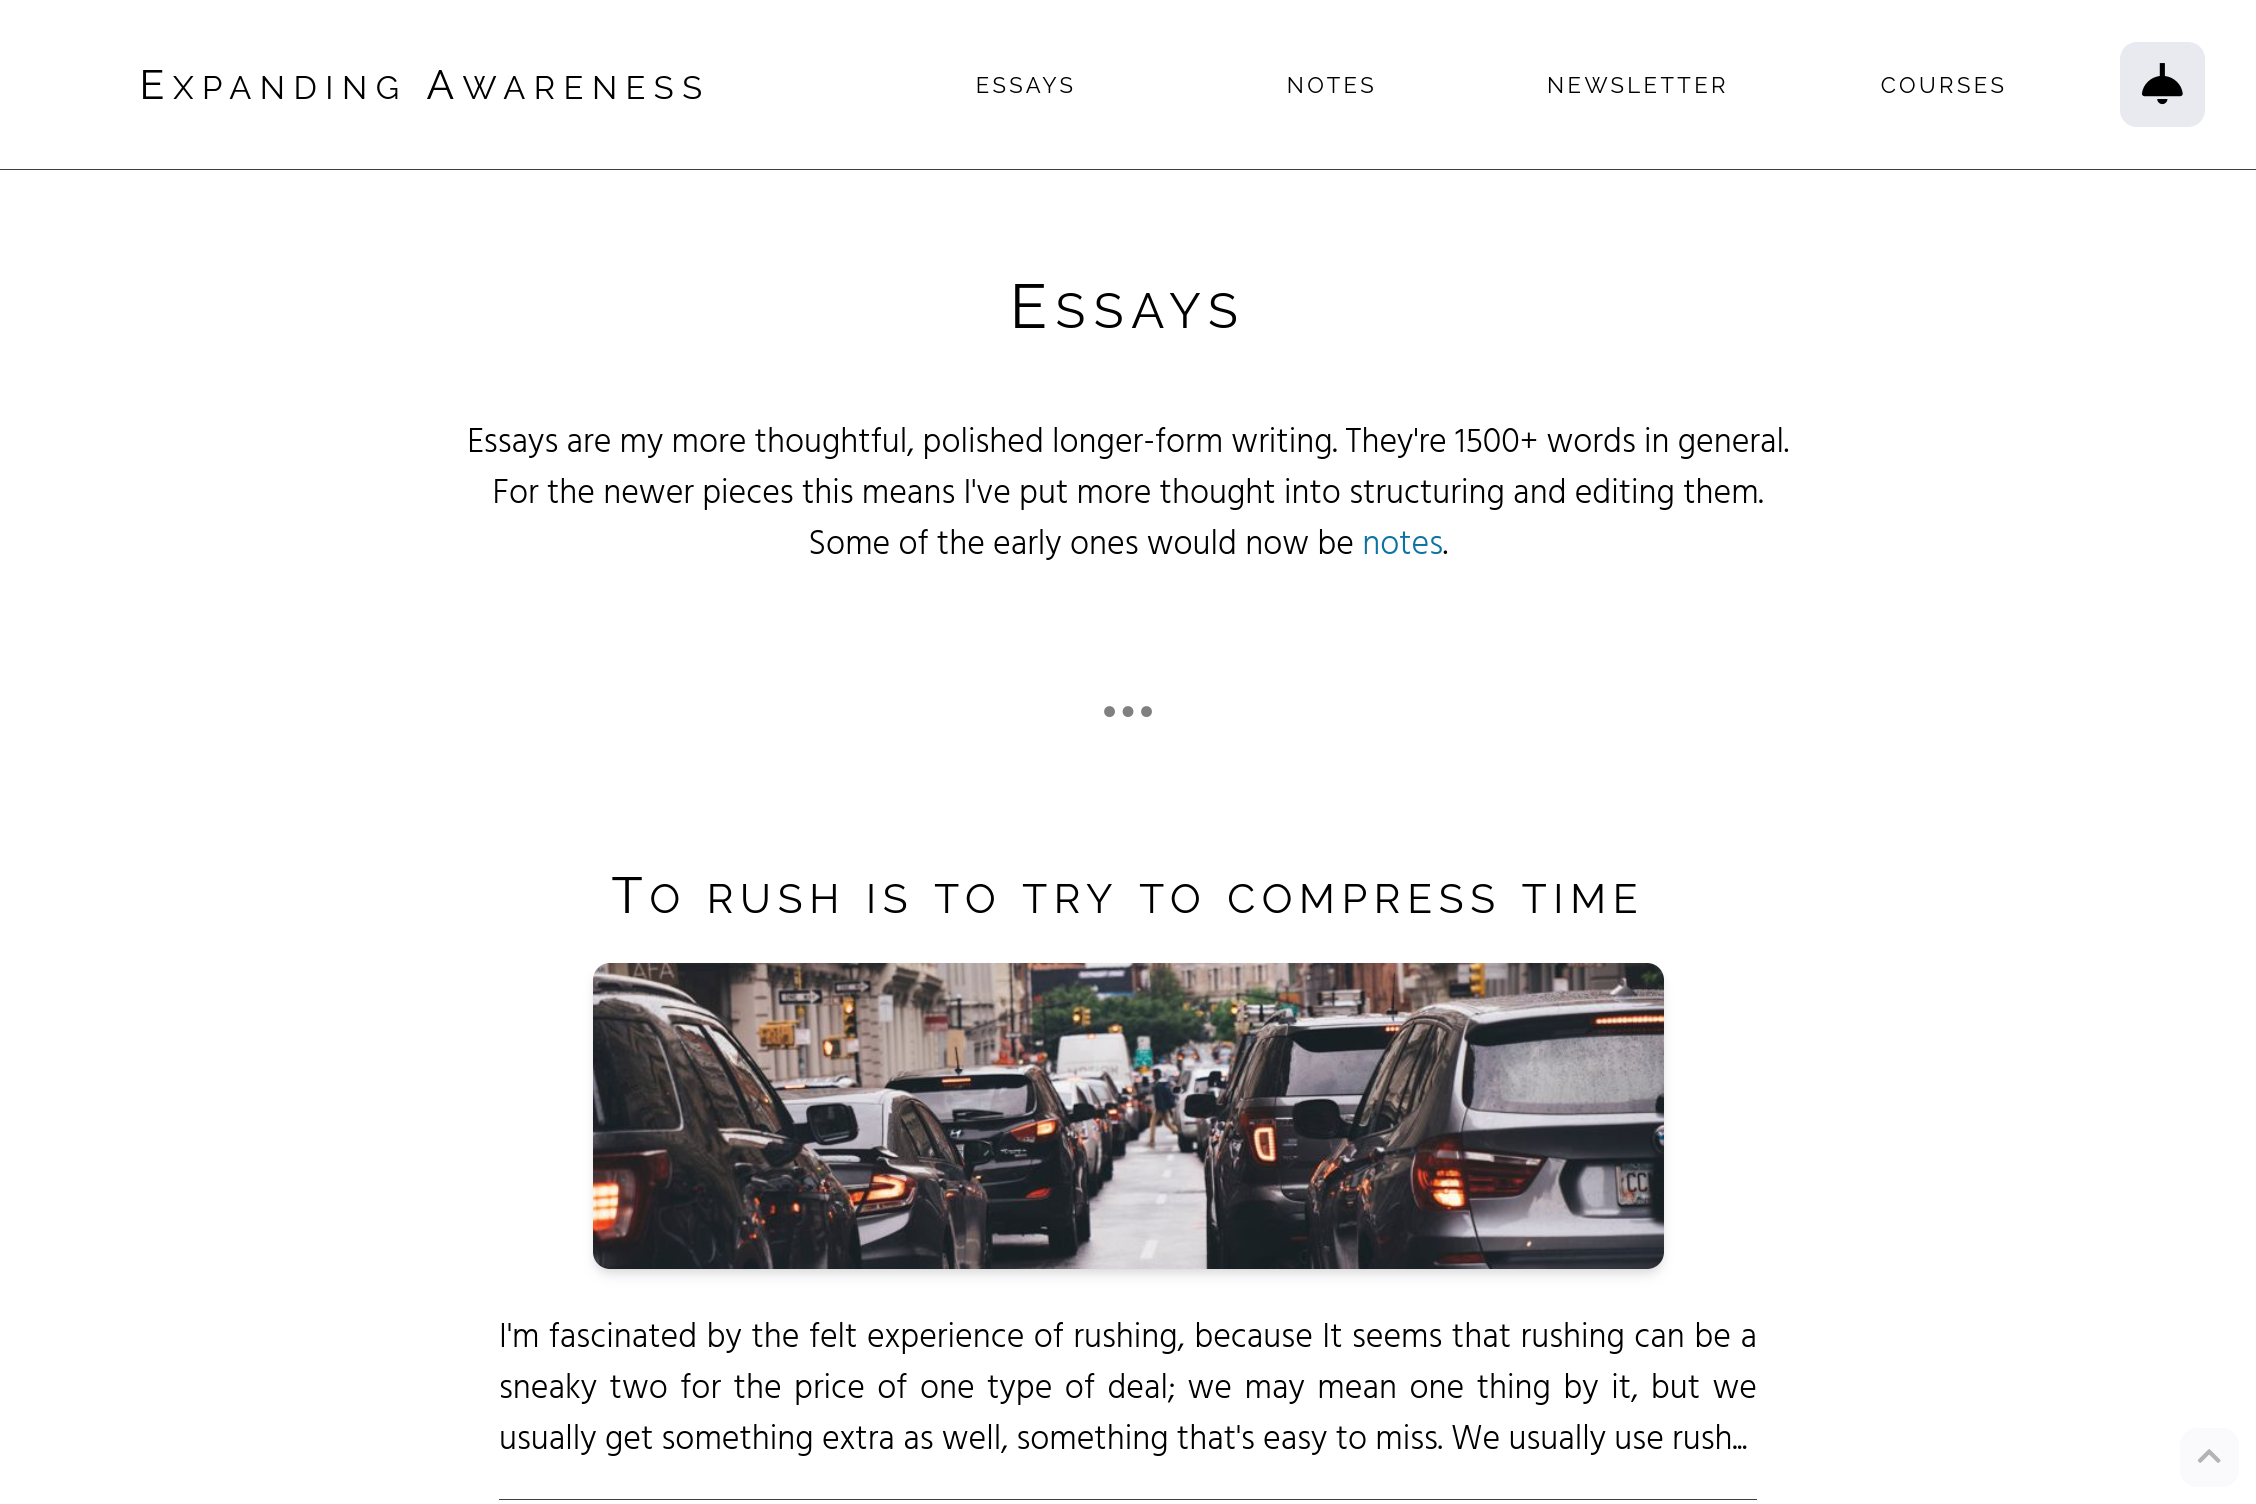 Expanding Awareness
ESSAYS
NOTES
NEWSLETTER
COURSES
Essays
Essays are my more thoughtful, polished longer-form writing. They're 1500+ words in general.
For the newer pieces this means I've put more thought into structuring and editing them.
Some of the early ones would now be notes.
To rush is to try to compress time
AFA
CC
I'm fascinated by the felt experience of rushing, because It seems that rushing can be a
sneaky two for the price of one type of deal; we may mean one thing by it, but we
usually get something extra as well, something that's easy to miss. We usually use rush...